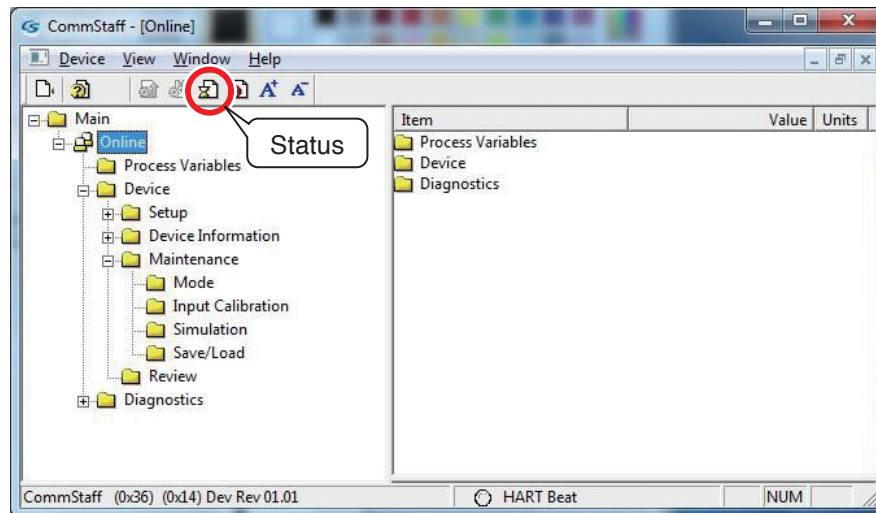 CommStaff - [Online]
Device View Window Help
A+ A-
Status
Main
Online
Process Variables
Device
Setup
Device Information
Maintenance
Mode
Input Calibration
Simulation
Save/Load
Review
Diagnostics
Item Value Units
Process Variables
Device
Diagnostics
CommStaff (0x36) (0x14) Dev Rev 01.01 HART Beat NUM